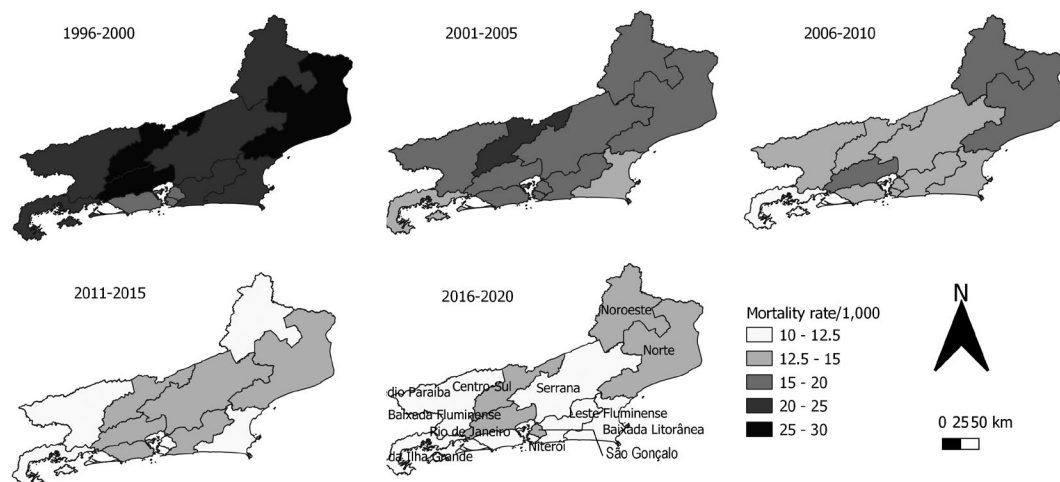 1996-2000
2001-2005
2006-2010
2011-2015
2016-2020
Noroeste
Norte
dio Paraíba
Centro-Sul
Serrana
Baixada Fluminense
Leste Fluminense
Rio de Janeiro
Baixada Litorânea
Niterói
São Gonçalo
da Ilha Grande
Mortality rate/1,000
10 - 12.5
12.5 - 15
15 - 20
20 - 25
25 - 30
N
0 25 50 km